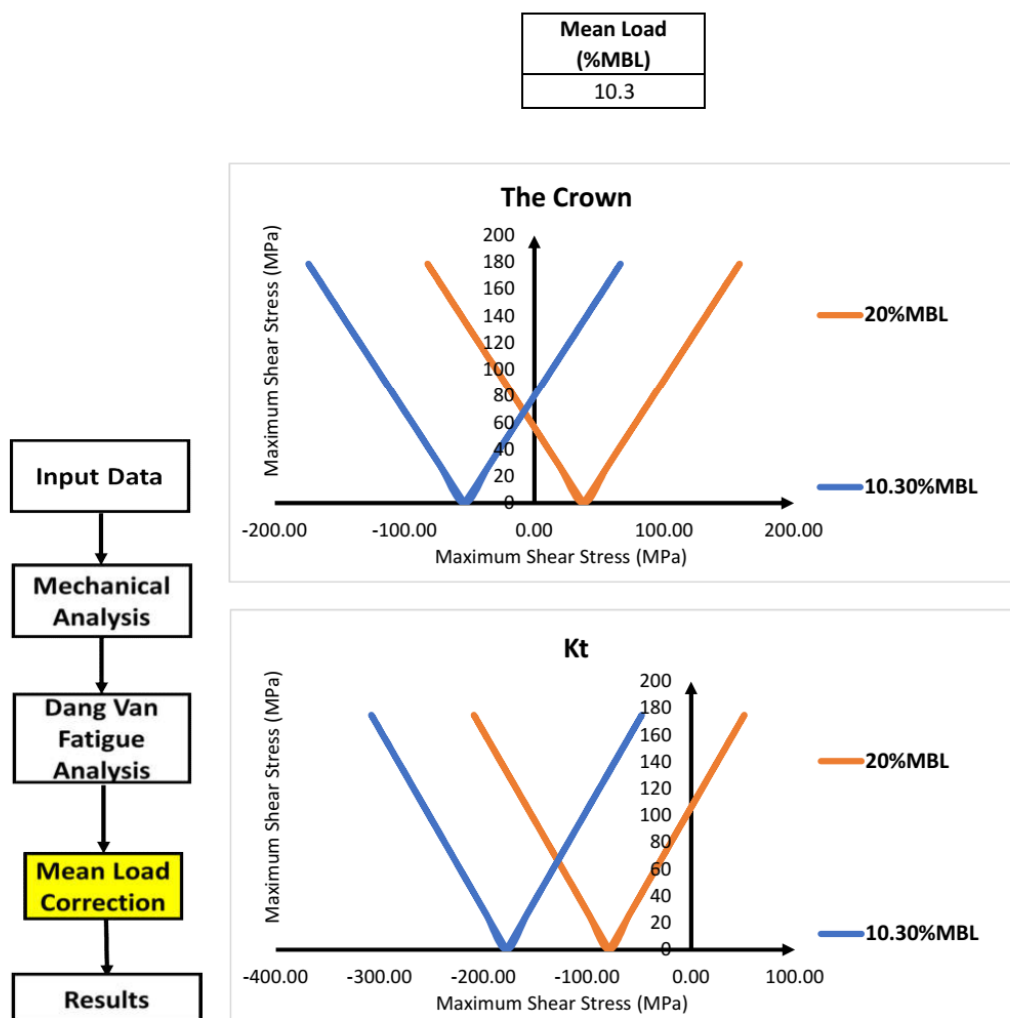 Mean Load
(%MBL)
10.3
The Crown
Maximum Shear Stress (MPa)
200
180
160
140
120
100
80
60
40
20
0
-200.00 -100.00 0.00 100.00 200.00
Maximum Shear Stress (MPa)
20%MBL
10.30%MBL
Input Data
Mechanical
Analysis
Dang Van
Fatigue
Analysis
Mean Load
Correction
Results
Kt
Maximum Shear Stress (MPa)
200
180
160
140
120
100
80
60
40
20
0
-400.00 -300.00 -200.00 -100.00 0.00 100.00
Maximum Shear Stress (MPa)
20%MBL
10.30%MBL